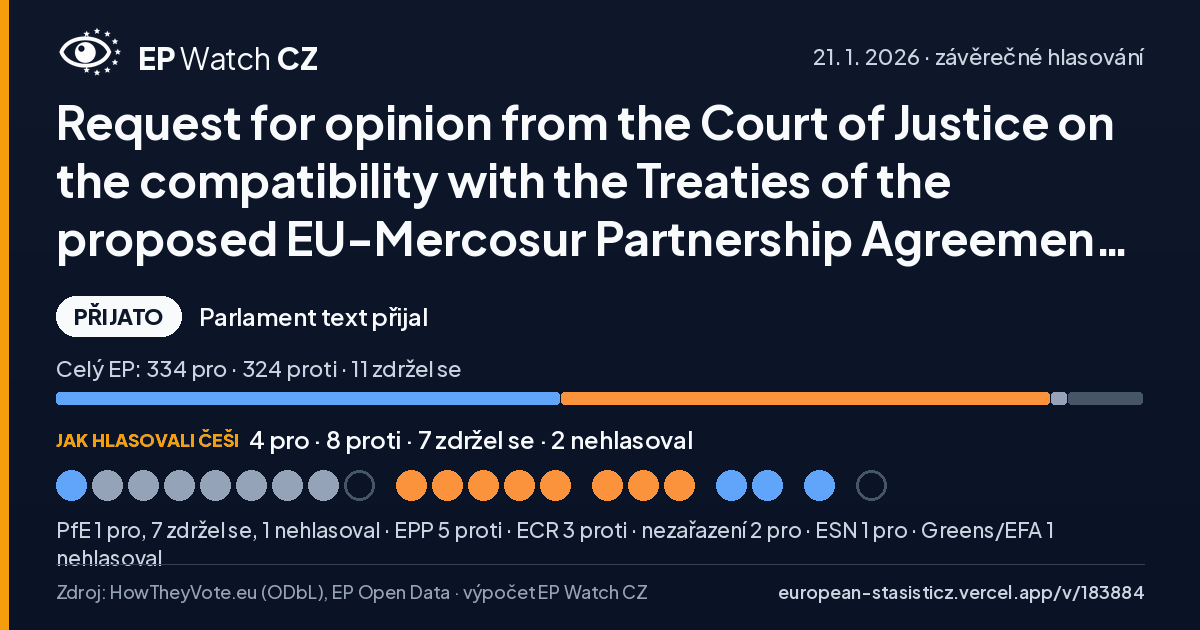 EP Watch CZ
21. 1. 2026 · závěrečné hlasování
Request for opinion from the Court of Justice on
the compatibility with the Treaties of the
proposed EU–Mercosur Partnership Agreemen…
PŘIJATO Parlament text přijal
Celý EP: 334 pro · 324 proti · 11 zdržel se
JAK HLASOVALI ČEŠI 4 pro · 8 proti · 7 zdržel se · 2 nehlasoval
PfE 1 pro, 7 zdržel se, 1 nehlasoval · EPP 5 proti · ECR 3 proti · nezařazení 2 pro · ESN 1 pro · Greens/EFA 1
nehlasoval
Zdroj: HowTheyVote.eu (ODbL), EP Open Data · výpočet EP Watch CZ
european-stasisticz.vercel.app/v/183884